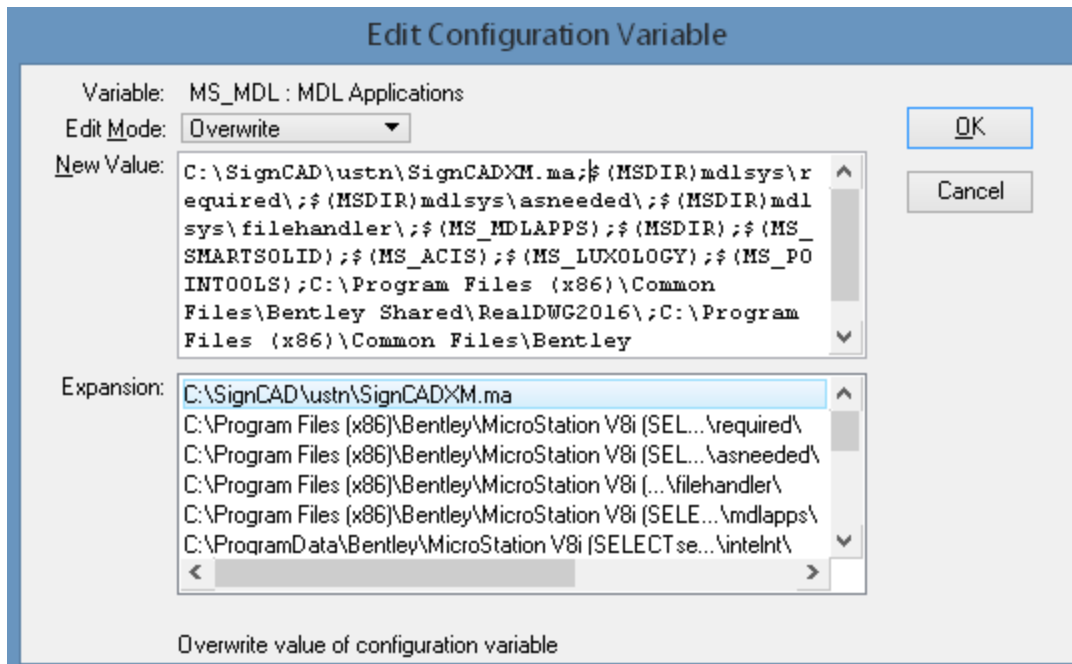 Edit Configuration Variable
Variable: MS_MDL : MDL Applications
Edit Mode: Overwrite
OK
New Value:
C:\SignCAD\ustn\SignCADXM.ma;$(MSDIR)mdlsys\r
equired\;$(MSDIR)mdlsys\asneeded\;$(MSDIR)mdl
sys\filehandler\;$(MS_MDLAPPS);$(MSDIR);$(MS_
SMARTSOLID);$(MS_ACIS);$(MS_LUXOLOGY);$(MS_PO
INTOOLS);C:\Program Files (x86)\Common
Files\Bentley Shared\RealDWG2016\;C:\Program
Files (x86)\Common Files\Bentley
Cancel
Expansion:
C:\SignCAD\ustn\SignCADXM.ma
C:\Program Files (x86)\Bentley\MicroStation V8i (SEL...\required\
C:\Program Files (x86)\Bentley\MicroStation V8i (SEL...\asneeded\
C:\Program Files (x86)\Bentley\MicroStation V8i (...\filehandler\
C:\Program Files (x86)\Bentley\MicroStation V8i (SELE...\mdlapps\
C:\ProgramData\Bentley\MicroStation V8i (SELECTse...\intelnt\
Overwrite value of configuration variable